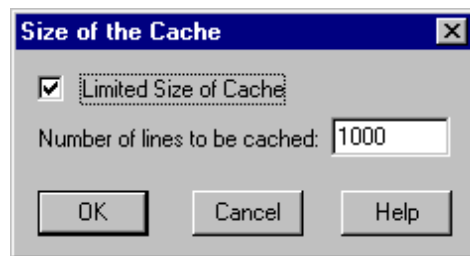 Size of the Cache
Limited Size of Cache
Number of lines to be cached: 1000
OK Cancel Help